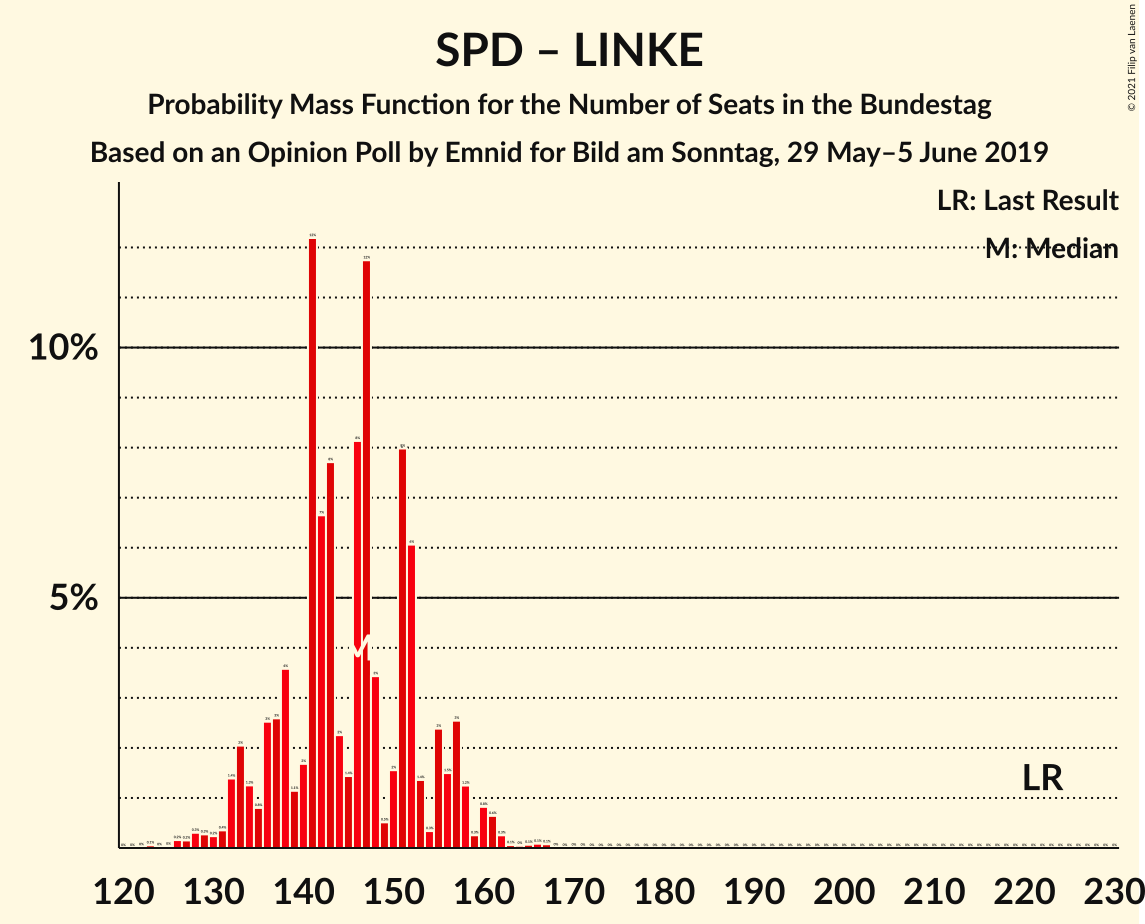 SPD – LINKE
Probability Mass Function for the Number of Seats in the Bundestag
Based on an Opinion Poll by Emnid for Bild am Sonntag, 29 May–5 June 2019
© 2021 Filip van Laenen
LR: Last Result
M: Median
10%
5%
M
LR
120 130 140 150 160 170 180 190 200 210 220 230